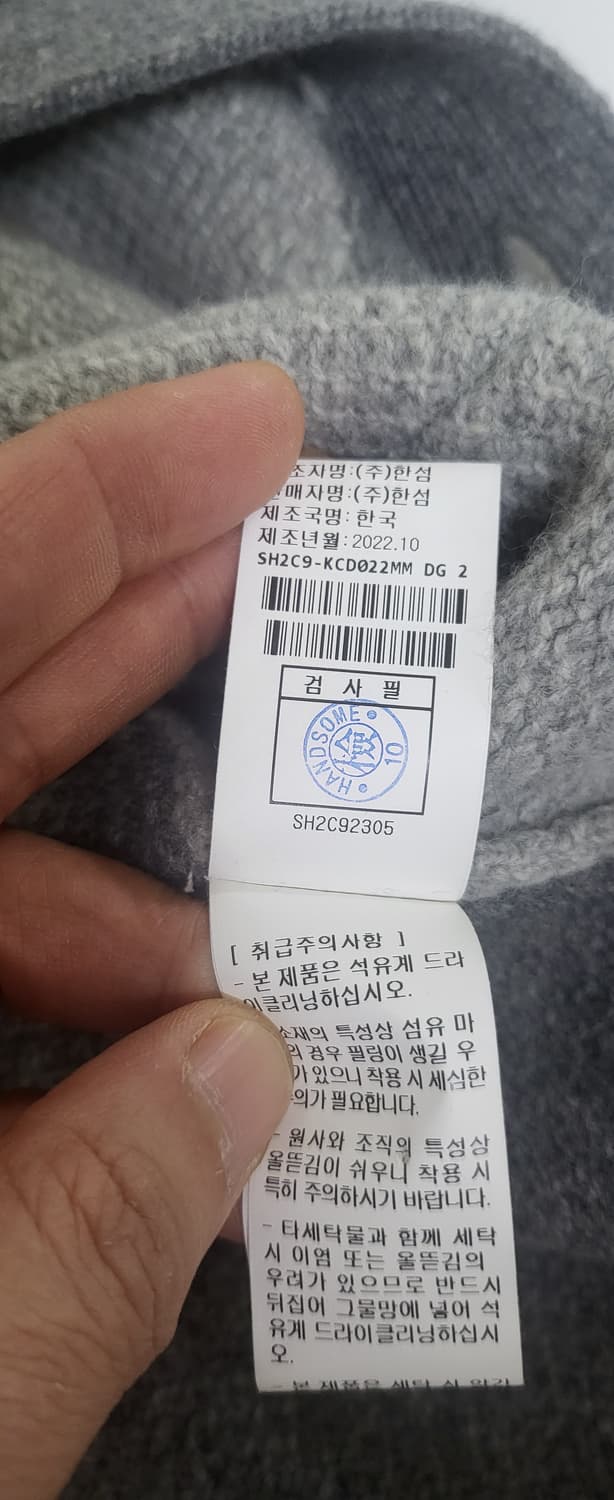 조자명:(주)한섬
매자명:(주)한섬
제조국명: 한국
제조년월: 2022.10
SH2C9-KCD022MM DG 2
검 사 필
HANDSOME 10
SH2C92305
[ 취급주의사항 ]
- 본 제품은 석유계 드라
이클리닝하십시오.
소재의 특성상 섬유 마
의 경우 필링이 생길 우
가 있으니 착용 시 세심한
의가 필요합니다.
- 원사와 조직의 특성상
올뜯김이 쉬우니 착용 시
특히 주의하시기 바랍니다.
- 타세탁물과 함께 세탁
시 이염 또는 올뜯김의
우려가 있으므로 반드시
뒤집어 그물망에 넣어 석
유계 드라이클리닝하십시
오.
- 본 제품은 세탁 시